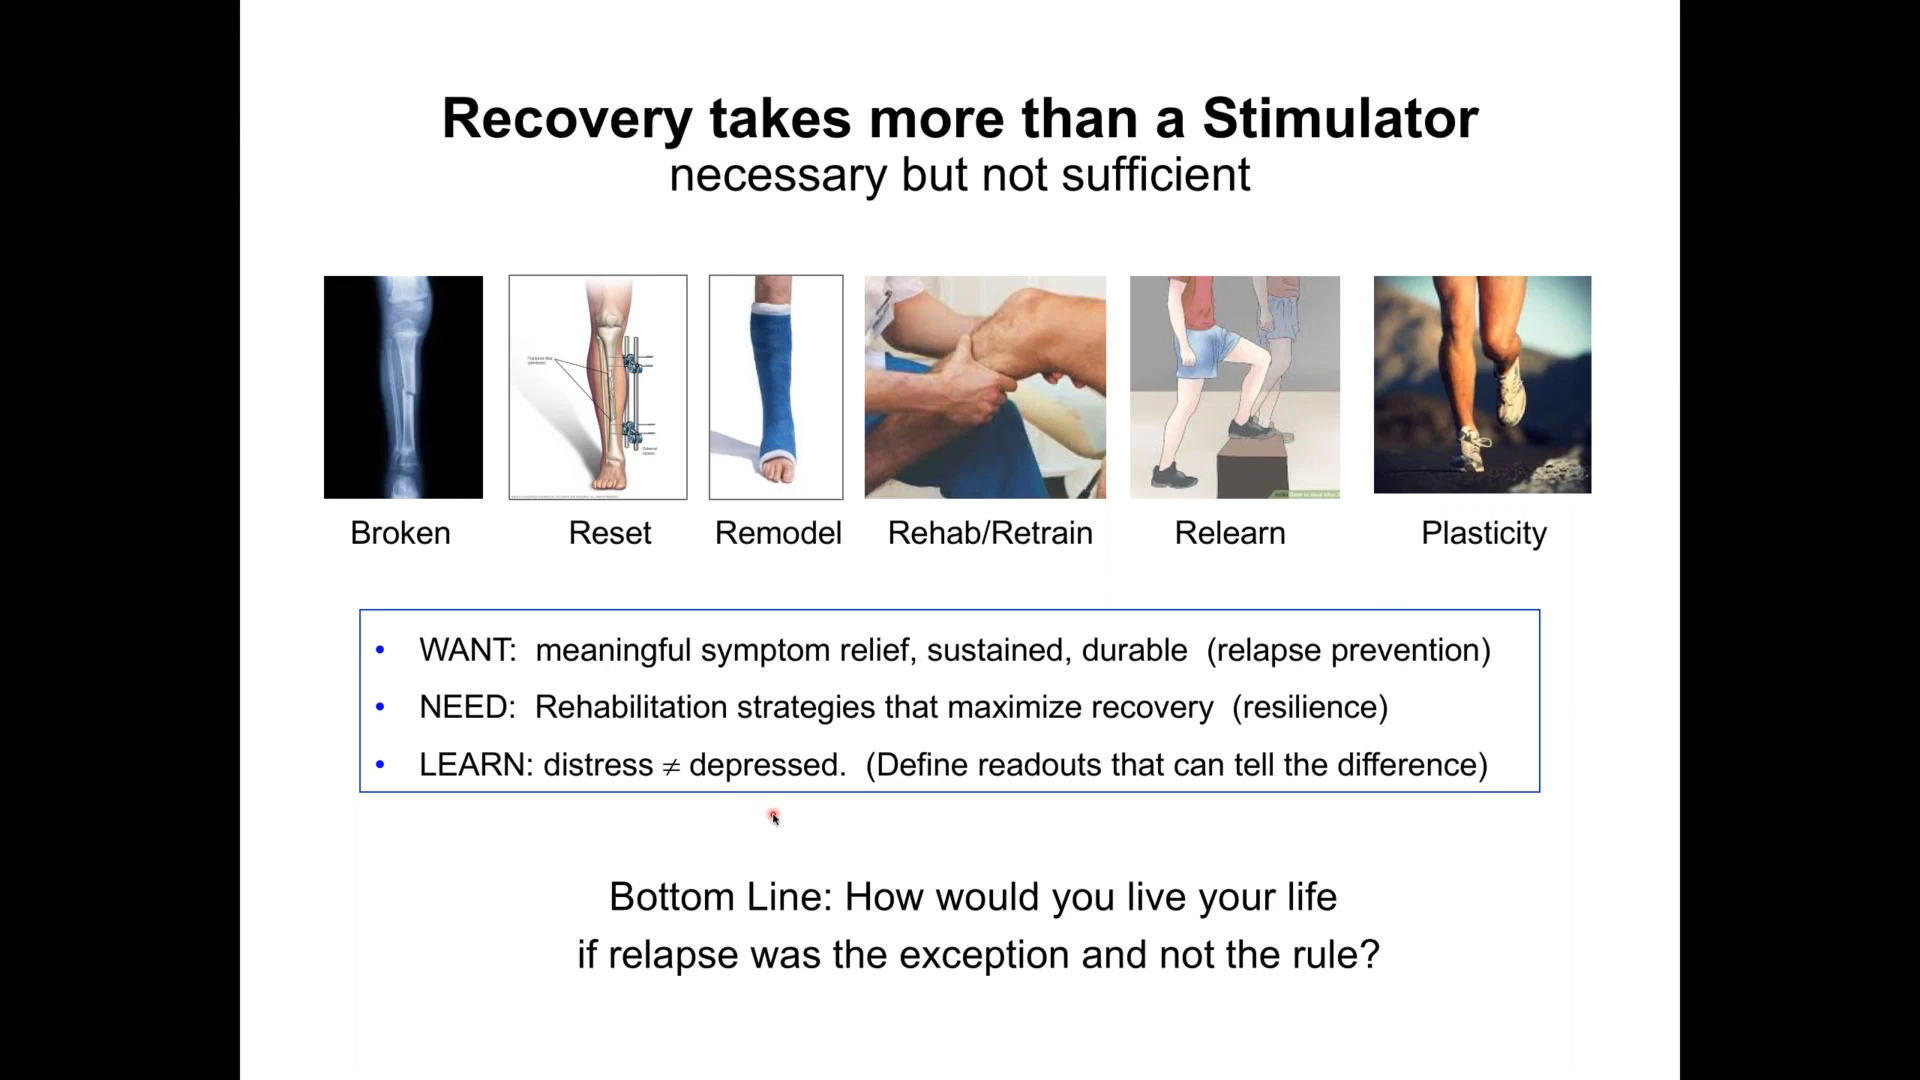 Recovery takes more than a Stimulator
necessary but not sufficient
Broken
Reset
Remodel
Rehab/Retrain
Relearn
Plasticity
• WANT: meaningful symptom relief, sustained, durable (relapse prevention)
• NEED: Rehabilitation strategies that maximize recovery (resilience)
• LEARN: distress ≠ depressed. (Define readouts that can tell the difference)
Bottom Line: How would you live your life
if relapse was the exception and not the rule?